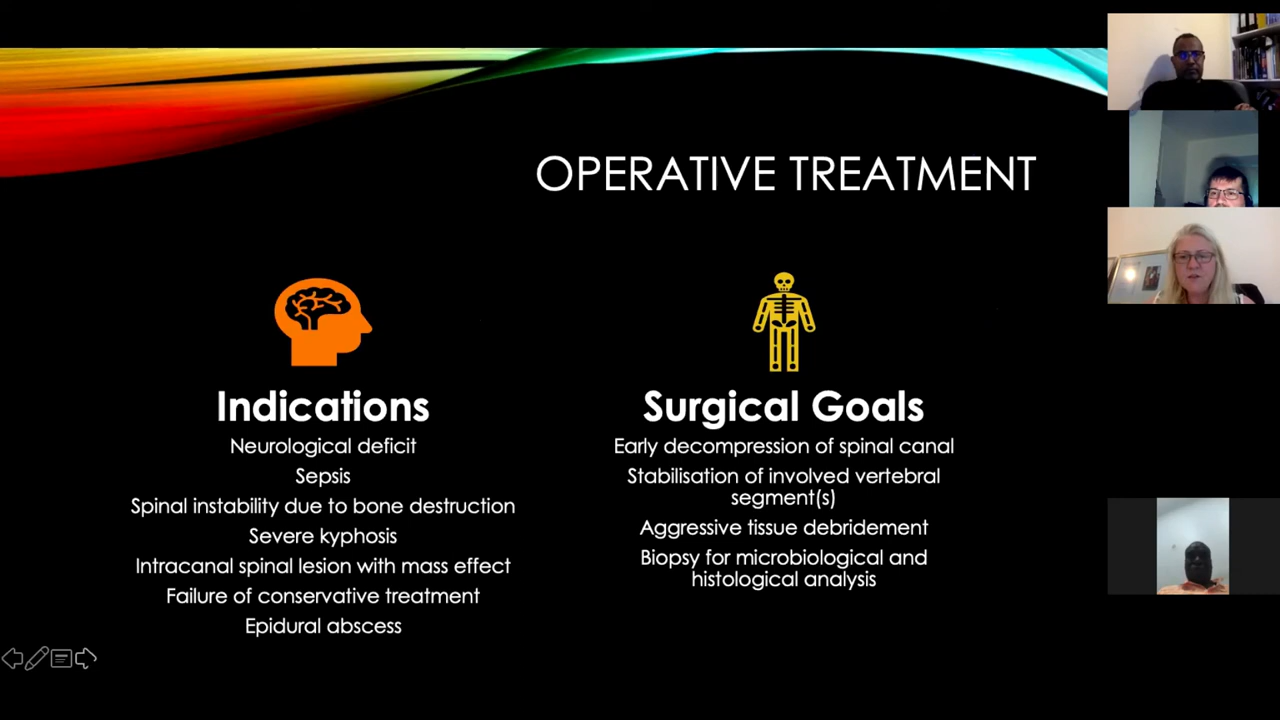 OPERATIVE TREATMENT
Indications
Neurological deficit
Sepsis
Spinal instability due to bone destruction
Severe kyphosis
Intracanal spinal lesion with mass effect
Failure of conservative treatment
Epidural abscess
Surgical Goals
Early decompression of spinal canal
Stabilisation of involved vertebral
segment(s)
Aggressive tissue debridement
Biopsy for microbiological and
histological analysis